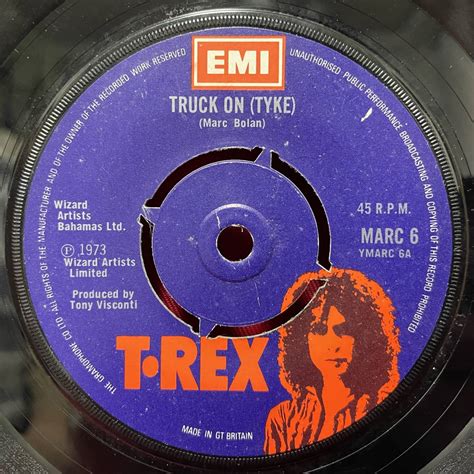 EMI
TRUCK ON (TYKE)
(Marc Bolan)
Wizard
Artists
Bahamas Ltd.
Ⓟ 1973
Wizard Artists
Limited
Produced by
Tony Visconti
45 R.P.M.
MARC 6
YMARC 6A
T•REX
MADE IN GT BRITAIN
THE GRAMOPHONE CO LTD. ALL RIGHTS OF THE MANUFACTURER AND OF THE OWNER OF THE RECORDED WORK RESERVED
UNAUTHORISED PUBLIC PERFORMANCE BROADCASTING AND COPYING OF THIS RECORD PROHIBITED